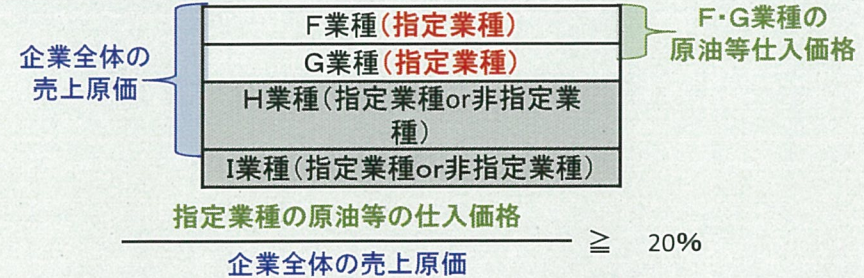 企業全体の
売上原価
F業種(指定業種)
G業種(指定業種)
H業種(指定業種or非指定業
種)
I業種(指定業種or非指定業種)
F・G業種の
原油等仕入価格
指定業種の原油等の仕入価格
企業全体の売上原価
≧ 20%